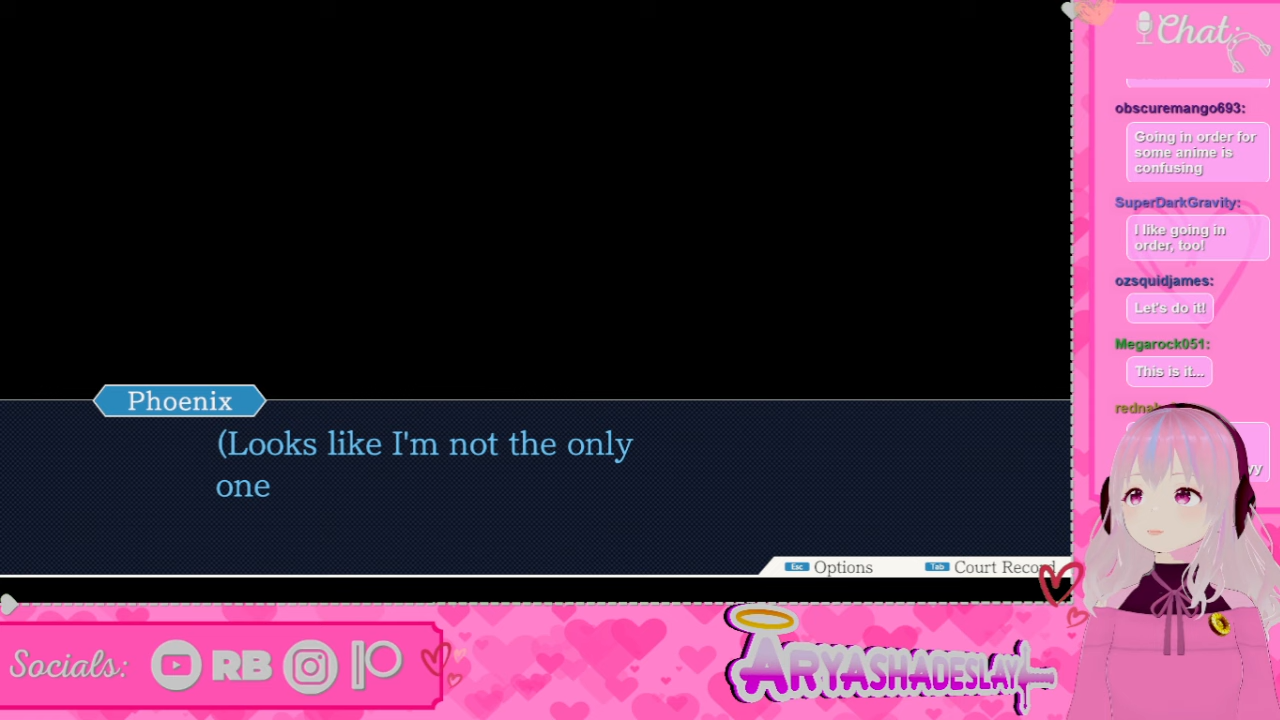 Phoenix
(Looks like I'm not the only
one
Esc Options
Tab Court Record
Chat:
obscuremango693:
Going in order for
some anime is
confusing
SuperDarkGravity:
I like going in
order, too!
ozsquidjames:
Let's do it!
Megarock051:
This is it...
Socials:
RB
ARYASHADESLAY